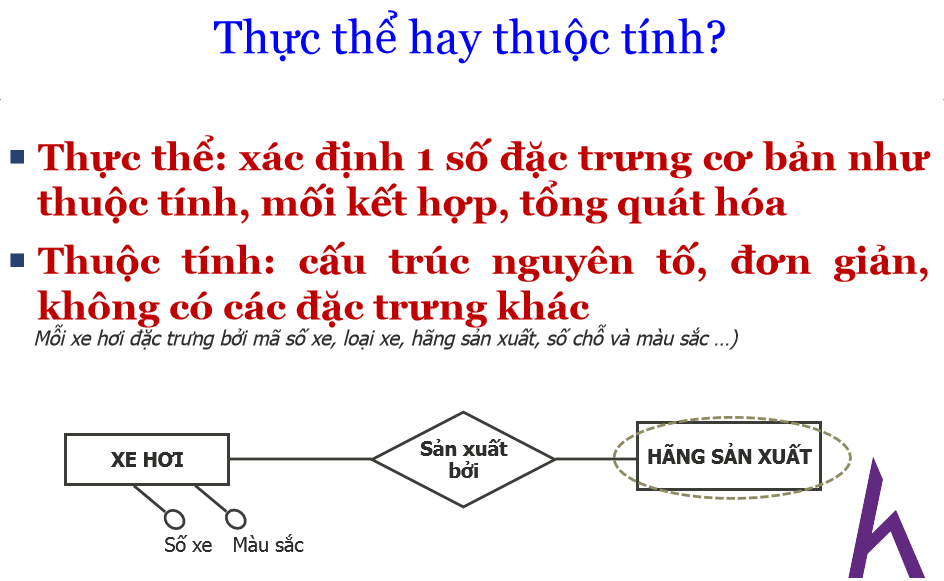 Thực thể hay thuộc tính?
Thực thể: xác định 1 số đặc trưng cơ bản như
thuộc tính, mối kết hợp, tổng quát hóa
Thuộc tính: cấu trúc nguyên tố, đơn giản,
không có các đặc trưng khác
Mỗi xe hơi đặc trưng bởi mã số xe, loại xe, hãng sản xuất, số chỗ và màu sắc ...)
XE HƠI
Sản xuất
bởi
HÃNG SẢN XUẤT
Số xe
Màu sắc